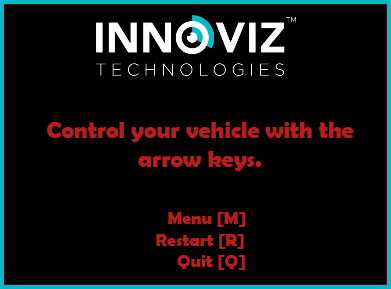 INNOVIZ™
TECHNOLOGIES
Control your vehicle with the
arrow keys.
Menu [M]
Restart [R]
Quit [Q]